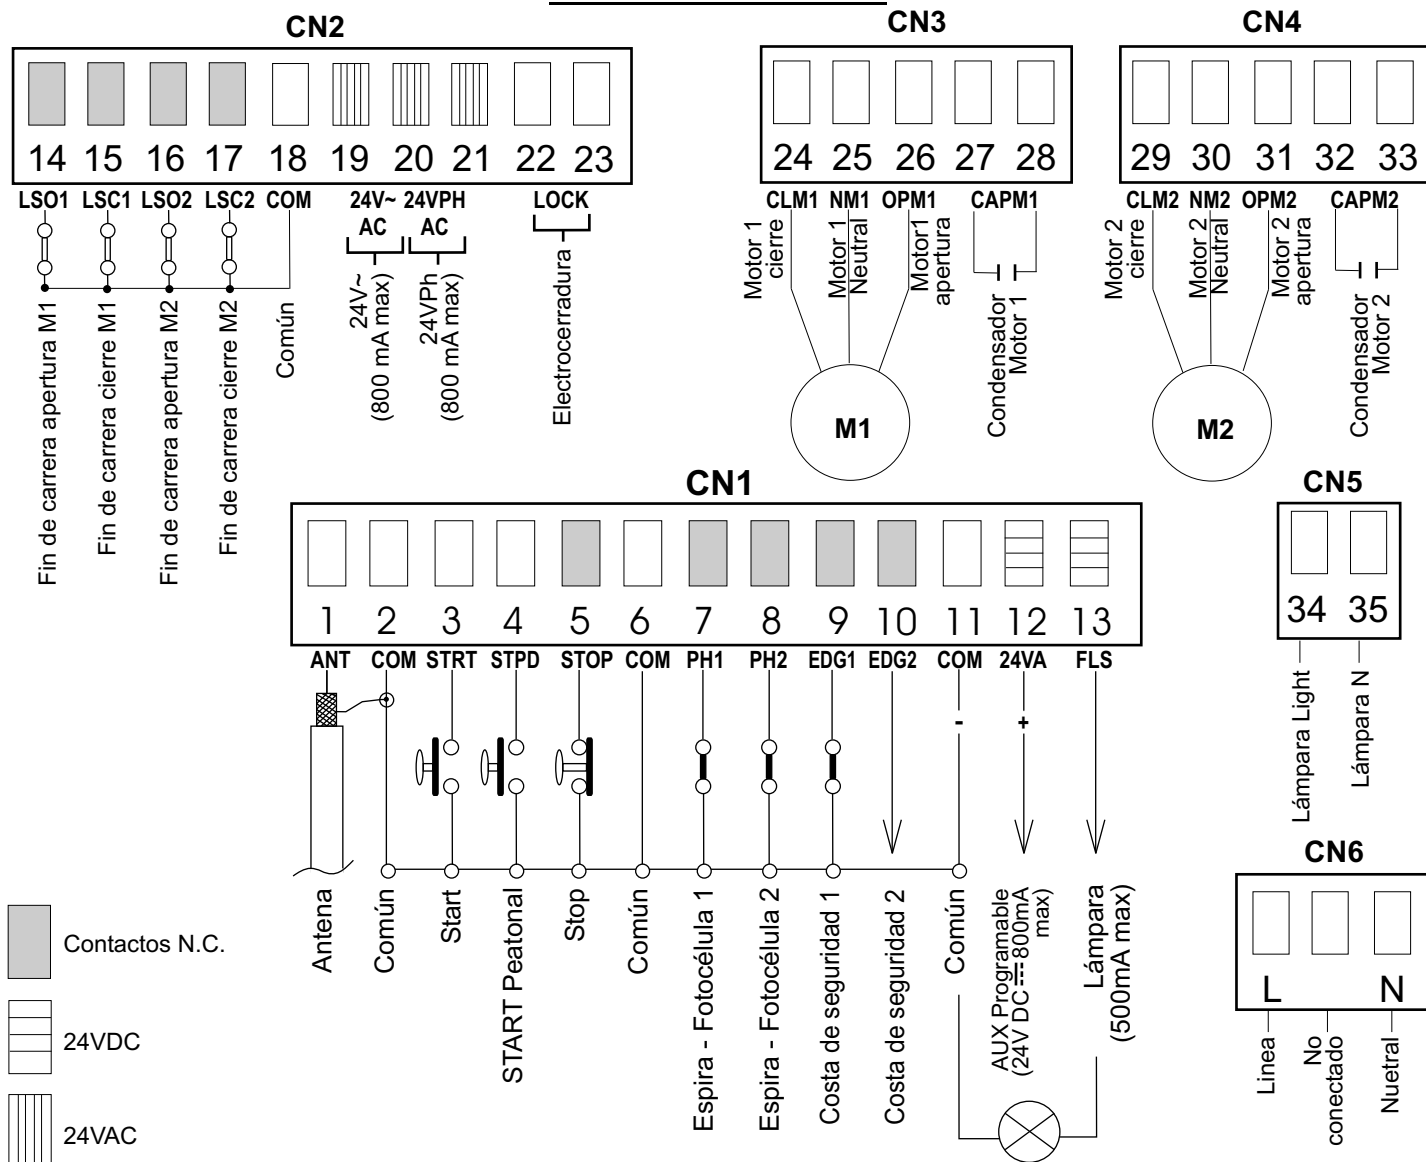 CN2
14 15 16 17 18 19 20 21 22 23
LSO1 LSC1 LSO2 LSC2 COM 24V~ 24VPH LOCK
AC AC
Fin de carrera apertura M1
Fin de carrera cierre M1
Fin de carrera apertura M2
Fin de carrera cierre M2
Común
24V~
(800 mA max)
24VPh
(800 mA max)
Electrocerradura
CN3
24 25 26 27 28
CLM1 NM1 OPM1 CAPM1
Motor 1
cierre
Motor 1
Neutral
Motor1
apertura
Condensador
Motor 1
M1
CN4
29 30 31 32 33
CLM2 NM2 OPM2 CAPM2
Motor 2
cierre
Motor 2
Neutral
Motor 2
apertura
Condensador
Motor 2
M2
CN1
1 2 3 4 5 6 7 8 9 10 11 12 13
ANT COM STRT STPD STOP COM PH1 PH2 EDG1 EDG2 COM 24VA FLS
- +
Antena
Común
Start
START Peatonal
Stop
Común
Espira - Fotocélula 1
Espira - Fotocélula 2
Costa de seguridad 1
Costa de seguridad 2
Común
AUX Programable
(24V DC⎓800mA
max)
Lámpara
(500mA max)
CN5
34 35
Lámpara Light
Lámpara N
CN6
L N
Linea
No
conectado
Nuetral
Contactos N.C.
24VDC
24VAC